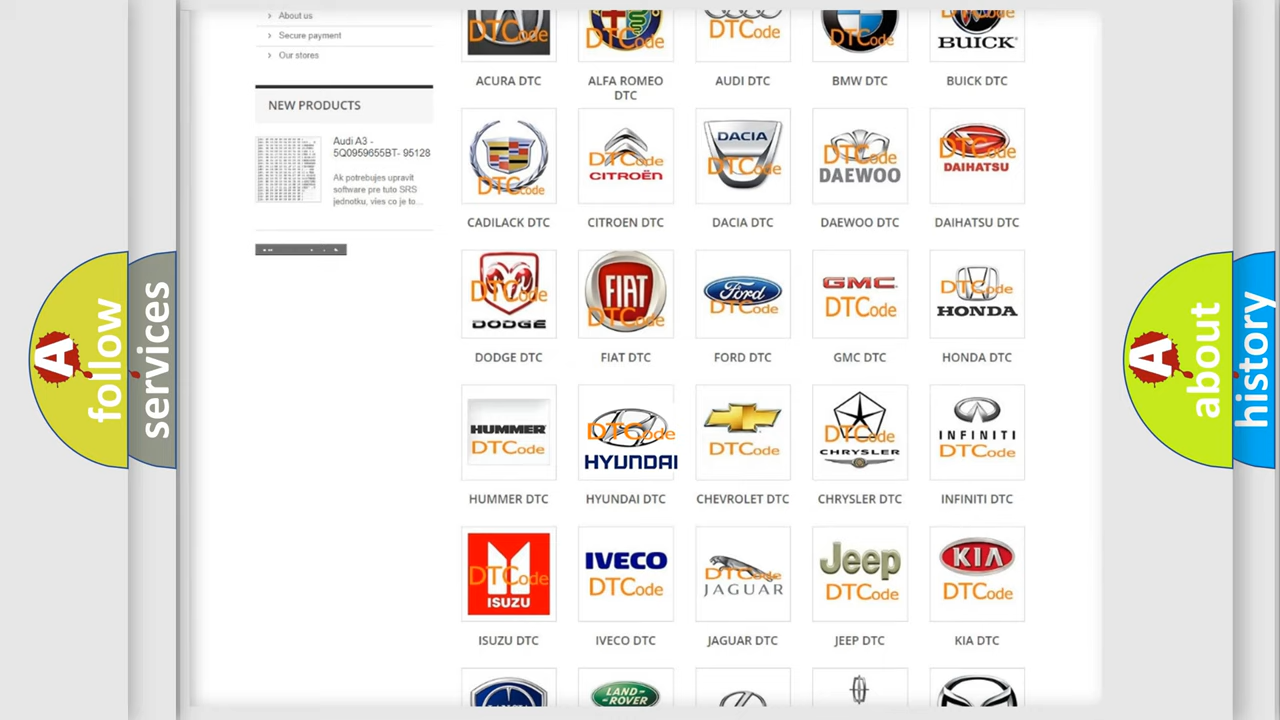 About us
Secure payment
Our stores
NEW PRODUCTS
Audi A3 -
5Q0959655BT- 95128
Ak potrebujes upravit
software pre tuto SRS
jednotku, vies co je to...
DTCode
DTCode
DTCode
DTCode
BUICK
ACURA DTC
ALFA ROMEO
DTC
AUDI DTC
BMW DTC
BUICK DTC
DTCode
DTCode
CITROËN
DACIA
DTCode
DTCode
DAEWOO
DTCode
DAIHATSU
CADILACK DTC
CITROEN DTC
DACIA DTC
DAEWOO DTC
DAIHATSU DTC
DTCode
DODGE
FIAT
DTCode
Ford
DTCode
GMC
DTCode
DTCode
HONDA
DODGE DTC
FIAT DTC
FORD DTC
GMC DTC
HONDA DTC
HUMMER
DTCode
DTCode
HYUNDAI
DTCode
DTCode
CHRYSLER
INFINITI
DTCode
HUMMER DTC
HYUNDAI DTC
CHEVROLET DTC
CHRYSLER DTC
INFINITI DTC
DTCode
ISUZU
IVECO
DTCode
DTCode
JAGUAR
Jeep
DTCode
KIA
DTCode
ISUZU DTC
IVECO DTC
JAGUAR DTC
JEEP DTC
KIA DTC
LAND-
ROVER
A
follow
services
A
about
history